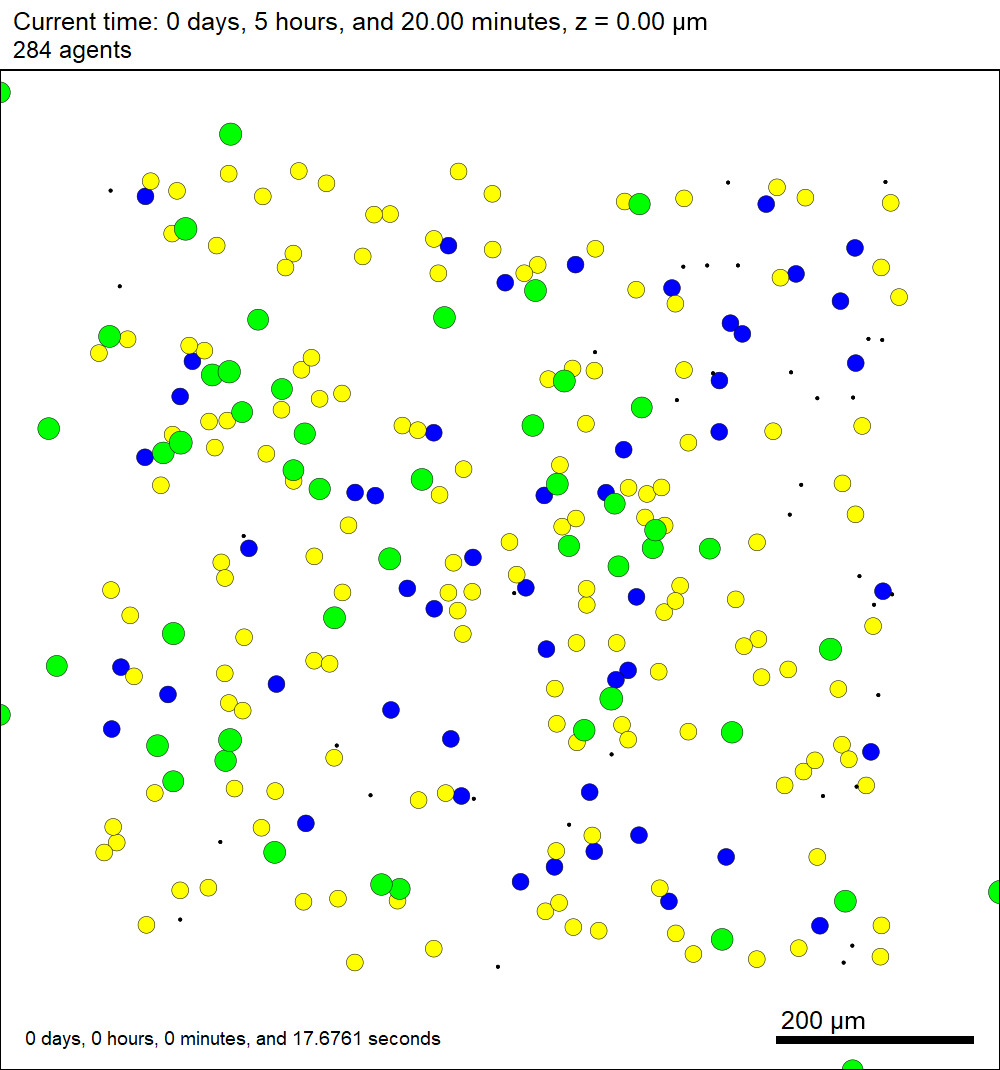 Current time: 0 days, 5 hours, and 20.00 minutes, z = 0.00 μm
284 agents
200 μm
0 days, 0 hours, 0 minutes, and 17.6761 seconds